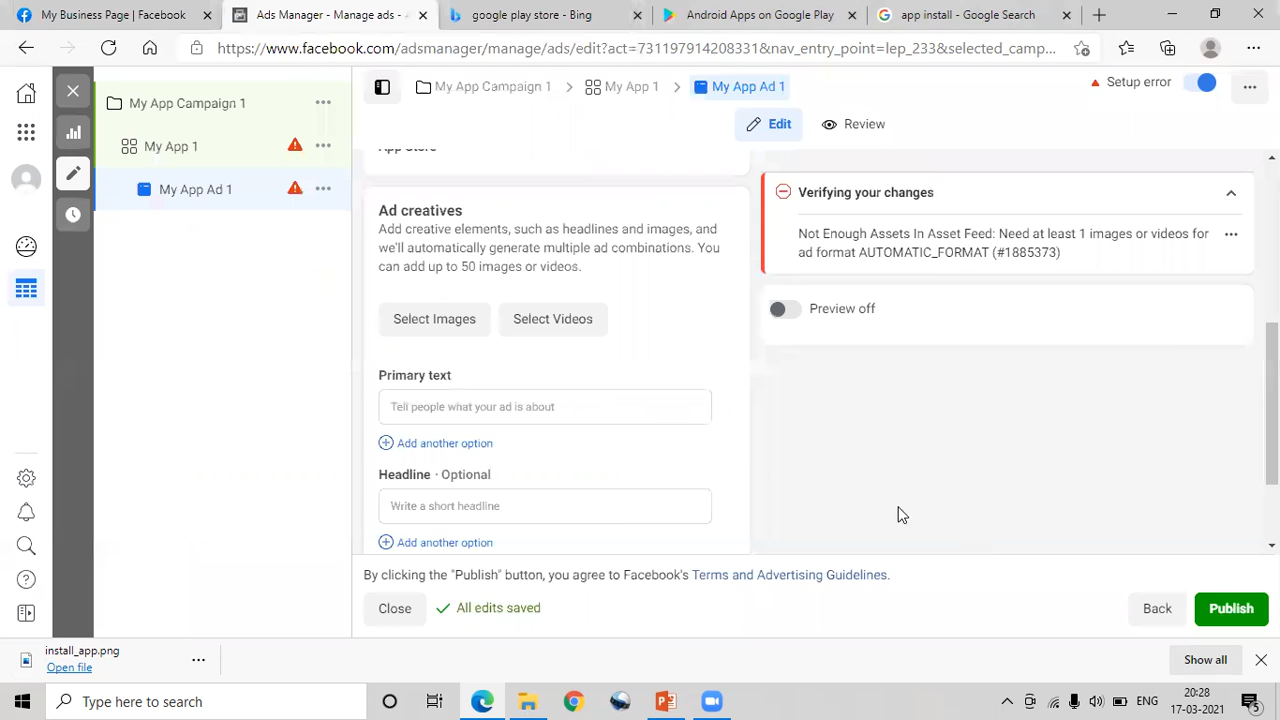 My Business Page | Facebook
Ads Manager - Manage ads -
google play store - Bing
Android Apps on Google Play
app install - Google Search
https://www.facebook.com/adsmanager/manage/ads/edit?act=731197914208331&nav_entry_point=lep_233&selected_camp...
My App Campaign 1
My App 1
My App Ad 1
My App Campaign 1
My App 1
My App Ad 1
Setup error
Edit
Review
App Store
Ad creatives
Add creative elements, such as headlines and images, and
we'll automatically generate multiple ad combinations. You
can add up to 50 images or videos.
Select Images
Select Videos
Primary text
Tell people what your ad is about
Add another option
Headline · Optional
Write a short headline
Add another option
Verifying your changes
Not Enough Assets In Asset Feed: Need at least 1 images or videos for
ad format AUTOMATIC_FORMAT (#1885373)
Preview off
By clicking the "Publish" button, you agree to Facebook's Terms and Advertising Guidelines.
Close
All edits saved
Back
Publish
install_app.png
Open file
Show all
Type here to search
ENG
20:28
17-03-2021
5